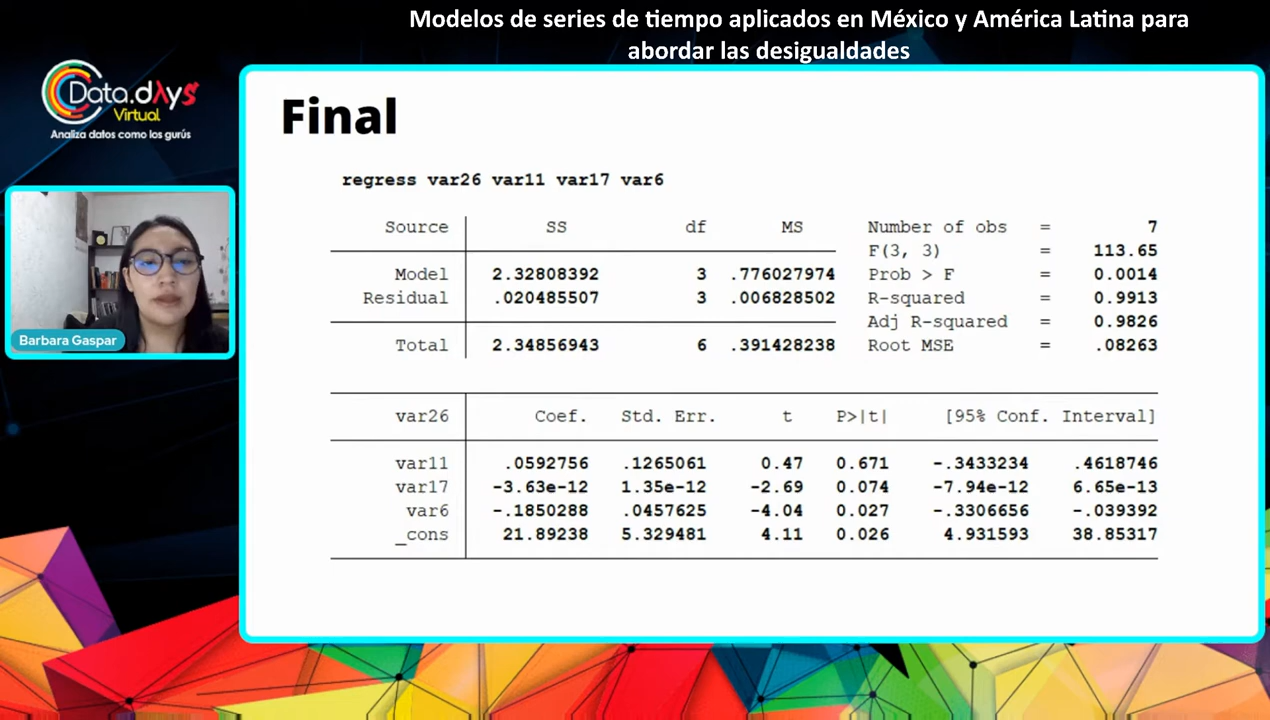 Modelos de series de tiempo aplicados en México y América Latina para
abordar las desigualdades
Data.dAys
Virtual
Analiza datos como los gurús
Barbara Gaspar
Final
regress var26 var11 var17 var6
Source SS df MS
Model 2.32808392 3 .776027974
Residual .020485507 3 .006828502
Total 2.34856943 6 .391428238
Number of obs = 7
F(3, 3) = 113.65
Prob > F = 0.0014
R-squared = 0.9913
Adj R-squared = 0.9826
Root MSE = .08263
var26 Coef. Std. Err. t P>|t| [95% Conf. Interval]
var11 .0592756 .1265061 0.47 0.671 -.3433234 .4618746
var17 -3.63e-12 1.35e-12 -2.69 0.074 -7.94e-12 6.65e-13
var6 -.1850288 .0457625 -4.04 0.027 -.3306656 -.039392
_cons 21.89238 5.329481 4.11 0.026 4.931593 38.85317